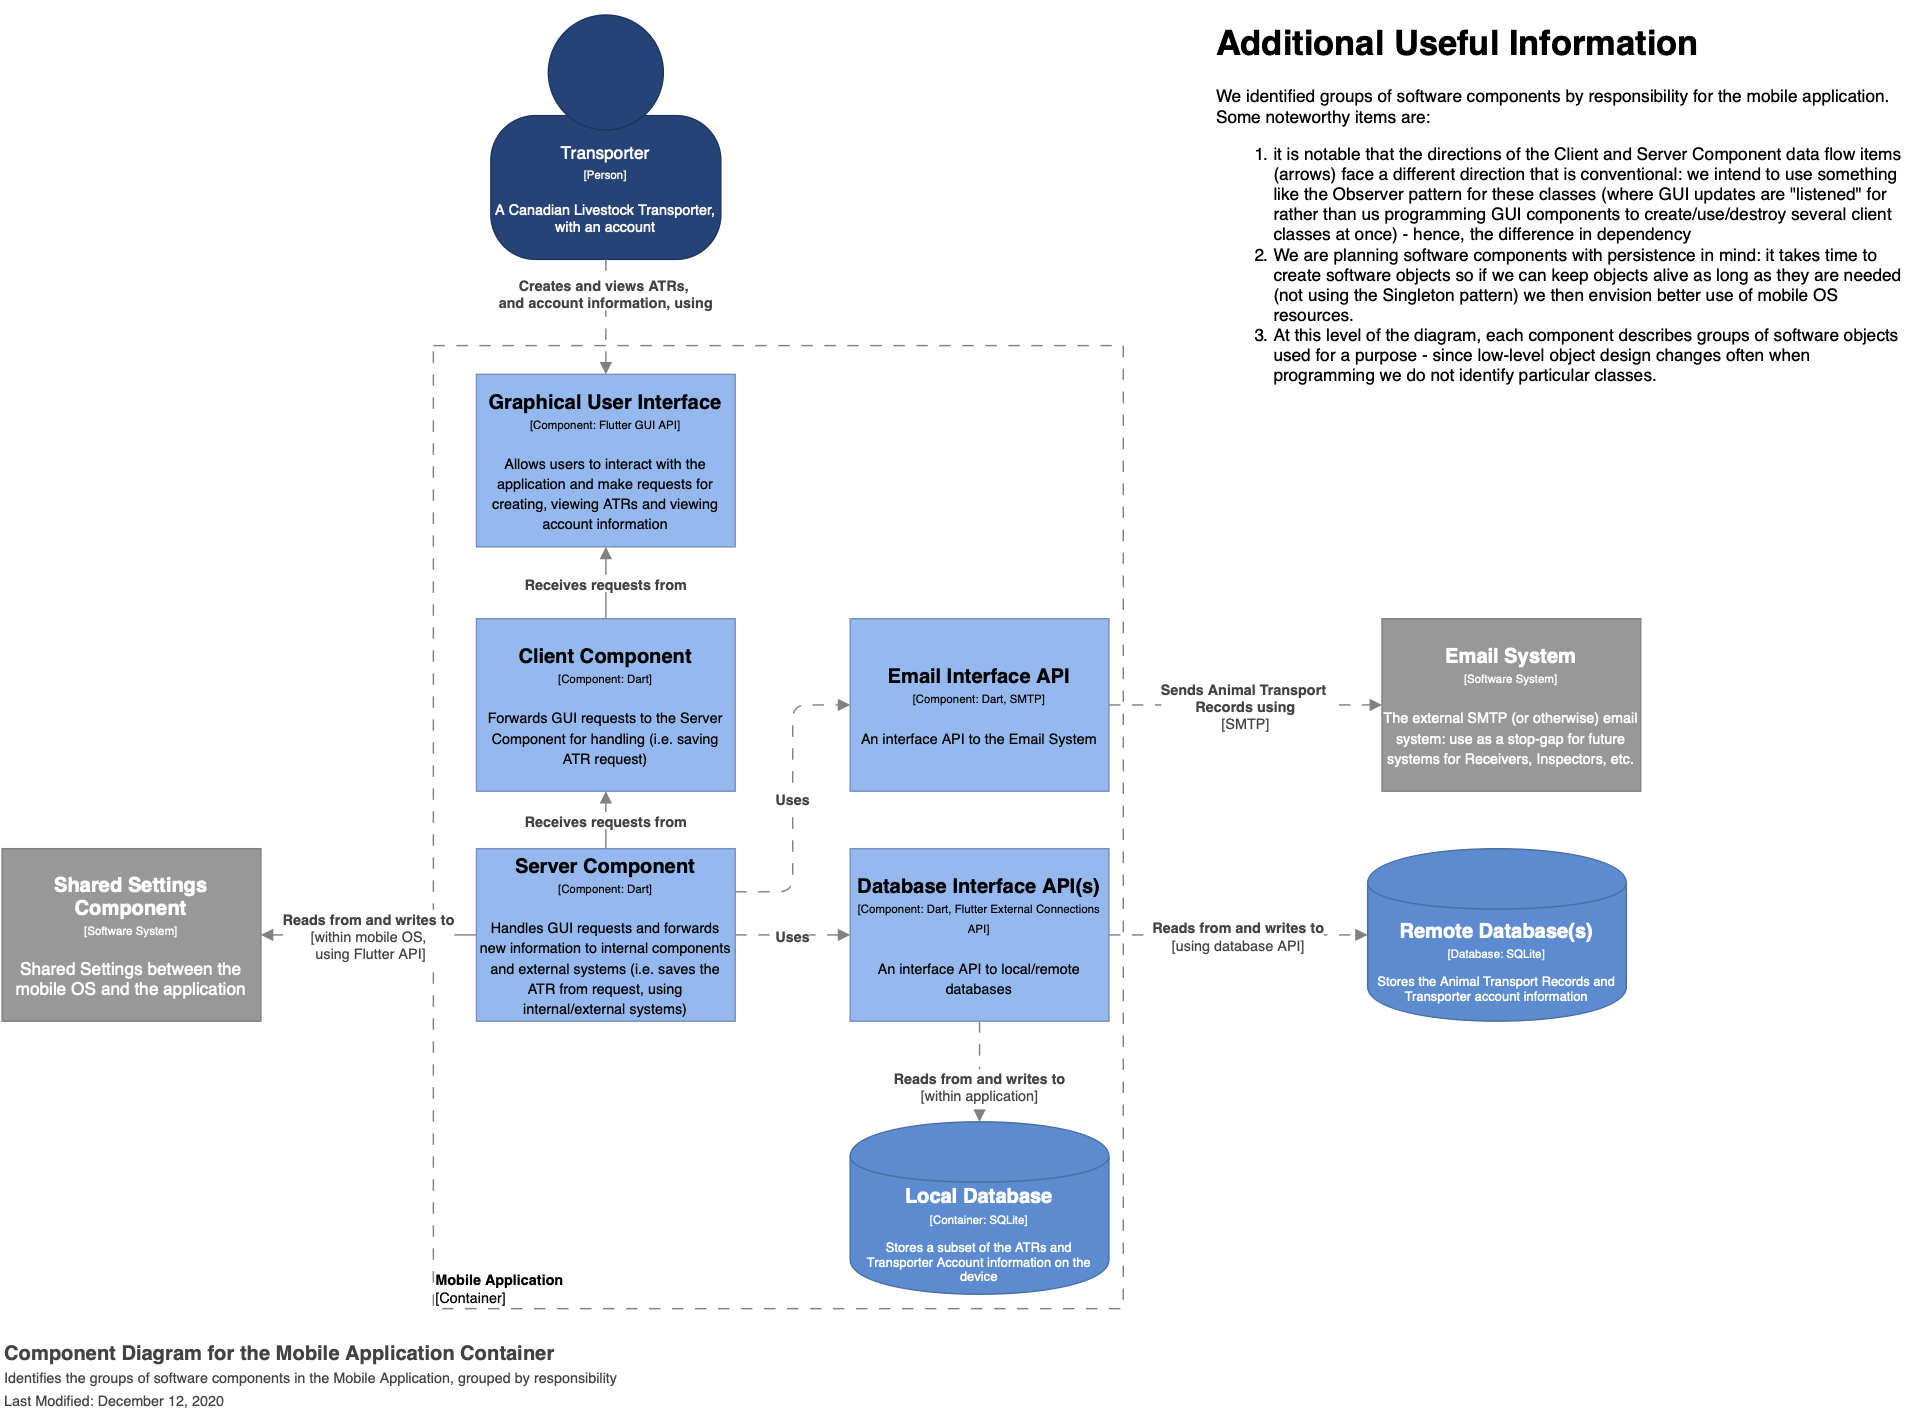 Transporter
[Person]
A Canadian Livestock Transporter,
with an account
Additional Useful Information
We identified groups of software components by responsibility for the mobile application.
Some noteworthy items are:
1. it is notable that the directions of the Client and Server Component data flow items
(arrows) face a different direction that is conventional: we intend to use something
like the Observer pattern for these classes (where GUI updates are "listened" for
rather than us programming GUI components to create/use/destroy several client
classes at once) - hence, the difference in dependency
2. We are planning software components with persistence in mind: it takes time to
create software objects so if we can keep objects alive as long as they are needed
(not using the Singleton pattern) we then envision better use of mobile OS
resources.
3. At this level of the diagram, each component describes groups of software objects
used for a purpose - since low-level object design changes often when
programming we do not identify particular classes.
Creates and views ATRs,
and account information, using
Graphical User Interface
[Component: Flutter GUI API]
Allows users to interact with the
application and make requests for
creating, viewing ATRs and viewing
account information
Receives requests from
Client Component
[Component: Dart]
Forwards GUI requests to the Server
Component for handling (i.e. saving
ATR request)
Email Interface API
[Component: Dart, SMTP]
An interface API to the Email System
Sends Animal Transport
Records using
[SMTP]
Email System
[Software System]
The external SMTP (or otherwise) email
system: use as a stop-gap for future
systems for Receivers, Inspectors, etc.
Uses
Receives requests from
Shared Settings
Component
[Software System]
Shared Settings between the
mobile OS and the application
Reads from and writes to
[within mobile OS,
using Flutter API]
Server Component
[Component: Dart]
Handles GUI requests and forwards
new information to internal components
and external systems (i.e. saves the
ATR from request, using
internal/external systems)
Uses
Database Interface API(s)
[Component: Dart, Flutter External Connections
API]
An interface API to local/remote
databases
Reads from and writes to
[using database API]
Remote Database(s)
[Database: SQLite]
Stores the Animal Transport Records and
Transporter account information
Reads from and writes to
[within application]
Local Database
[Container: SQLite]
Stores a subset of the ATRs and
Transporter Account information on the
device
Mobile Application
[Container]
Component Diagram for the Mobile Application Container
Identifies the groups of software components in the Mobile Application, grouped by responsibility
Last Modified: December 12, 2020